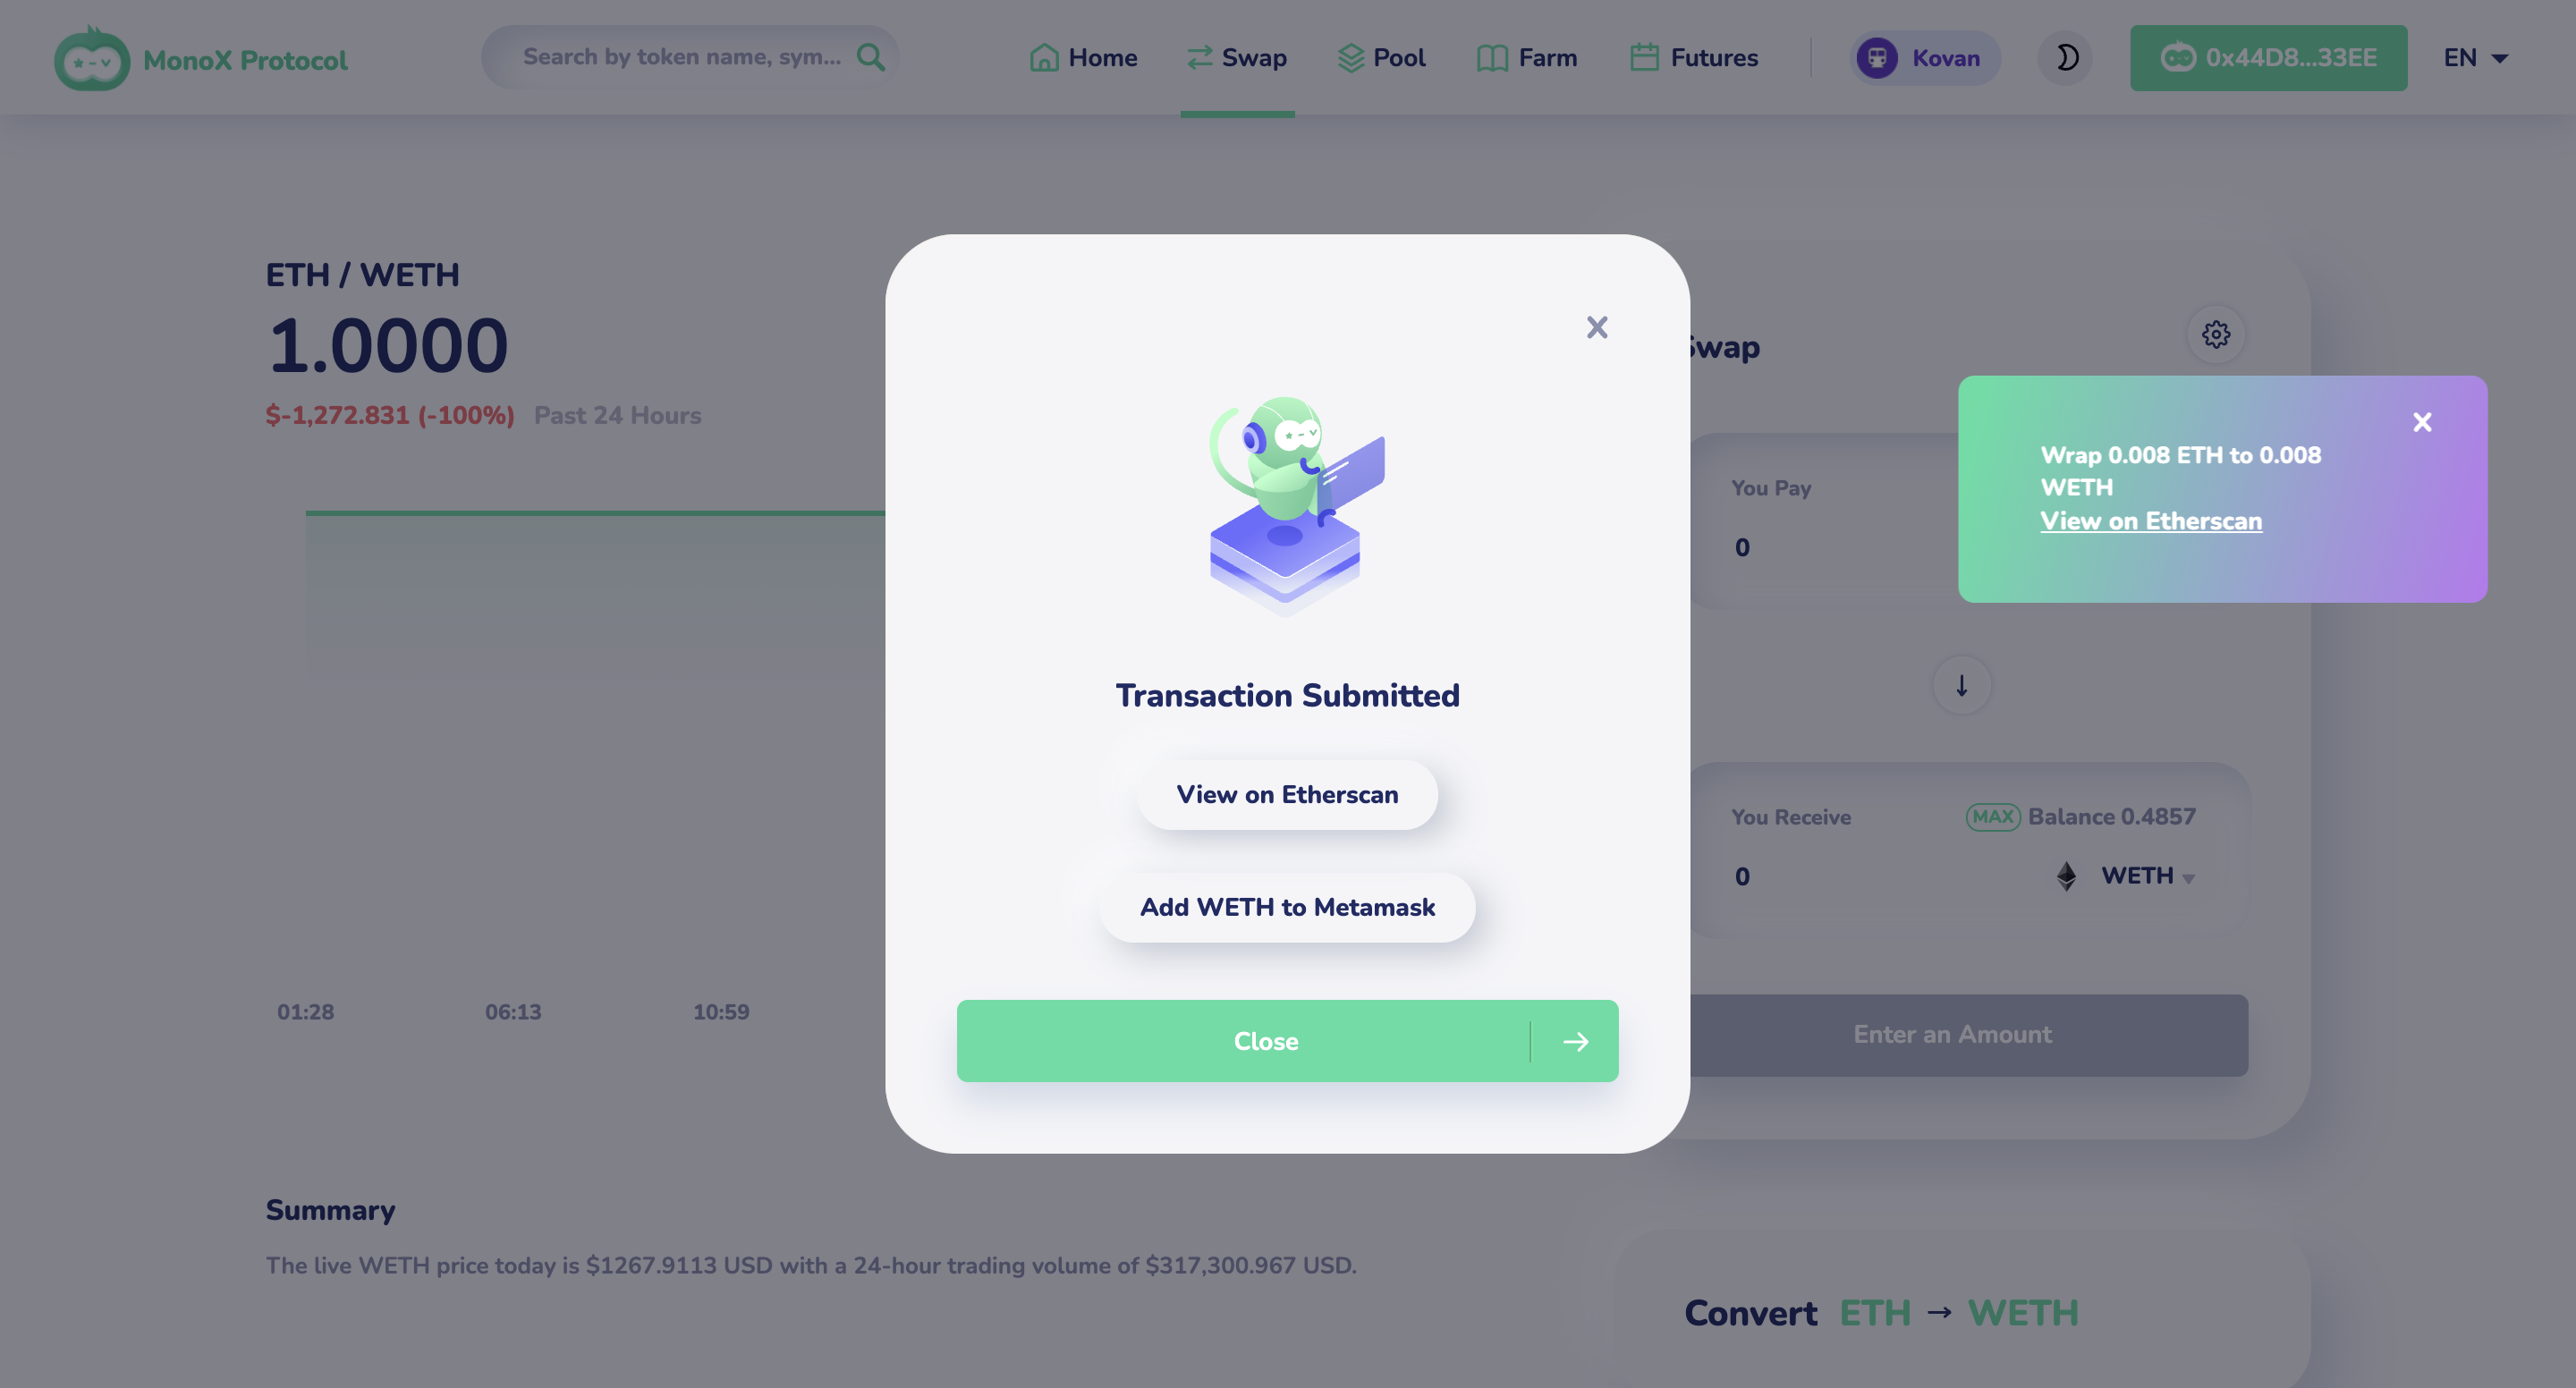 MonoX Protocol
Search by token name, sym...
Home
Swap
Pool
Farm
Futures
Kovan
0x44D8...33EE
EN
ETH / WETH
1.0000
$-1,272.831 (-100%) Past 24 Hours
01:28 06:13 10:59
Transaction Submitted
View on Etherscan
Add WETH to Metamask
Close
Swap
You Pay
0
Wrap 0.008 ETH to 0.008
WETH
View on Etherscan
You Receive
MAX Balance 0.4857
0
WETH
Enter an Amount
Summary
The live WETH price today is $1267.9113 USD with a 24-hour trading volume of $317,300.967 USD.
Convert ETH → WETH